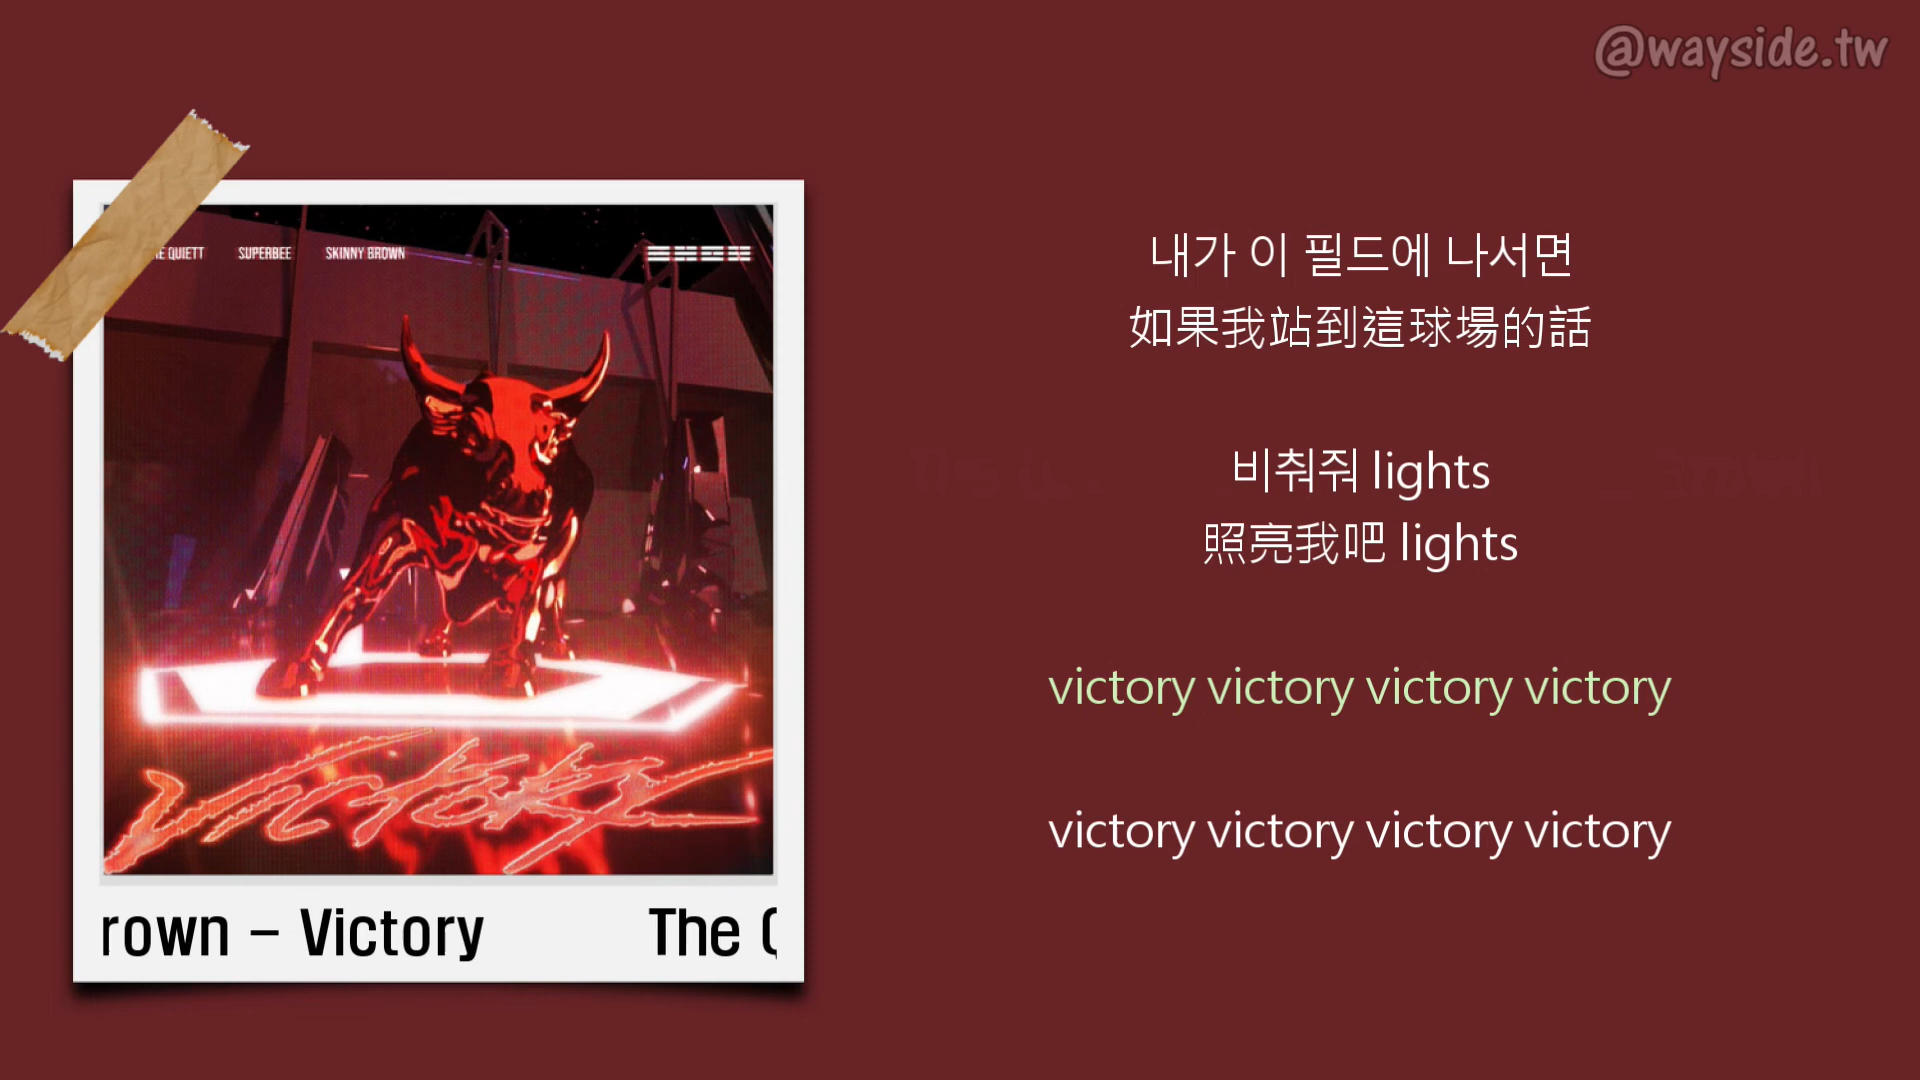 @wayside.tw
THE QUIETT SUPERBEE SKINNY BROWN
Victory
rown – Victory The Q
내가 이 필드에 나서면
如果我站到這球場的話
비춰줘 lights
照亮我吧 lights
victory victory victory victory
victory victory victory victory